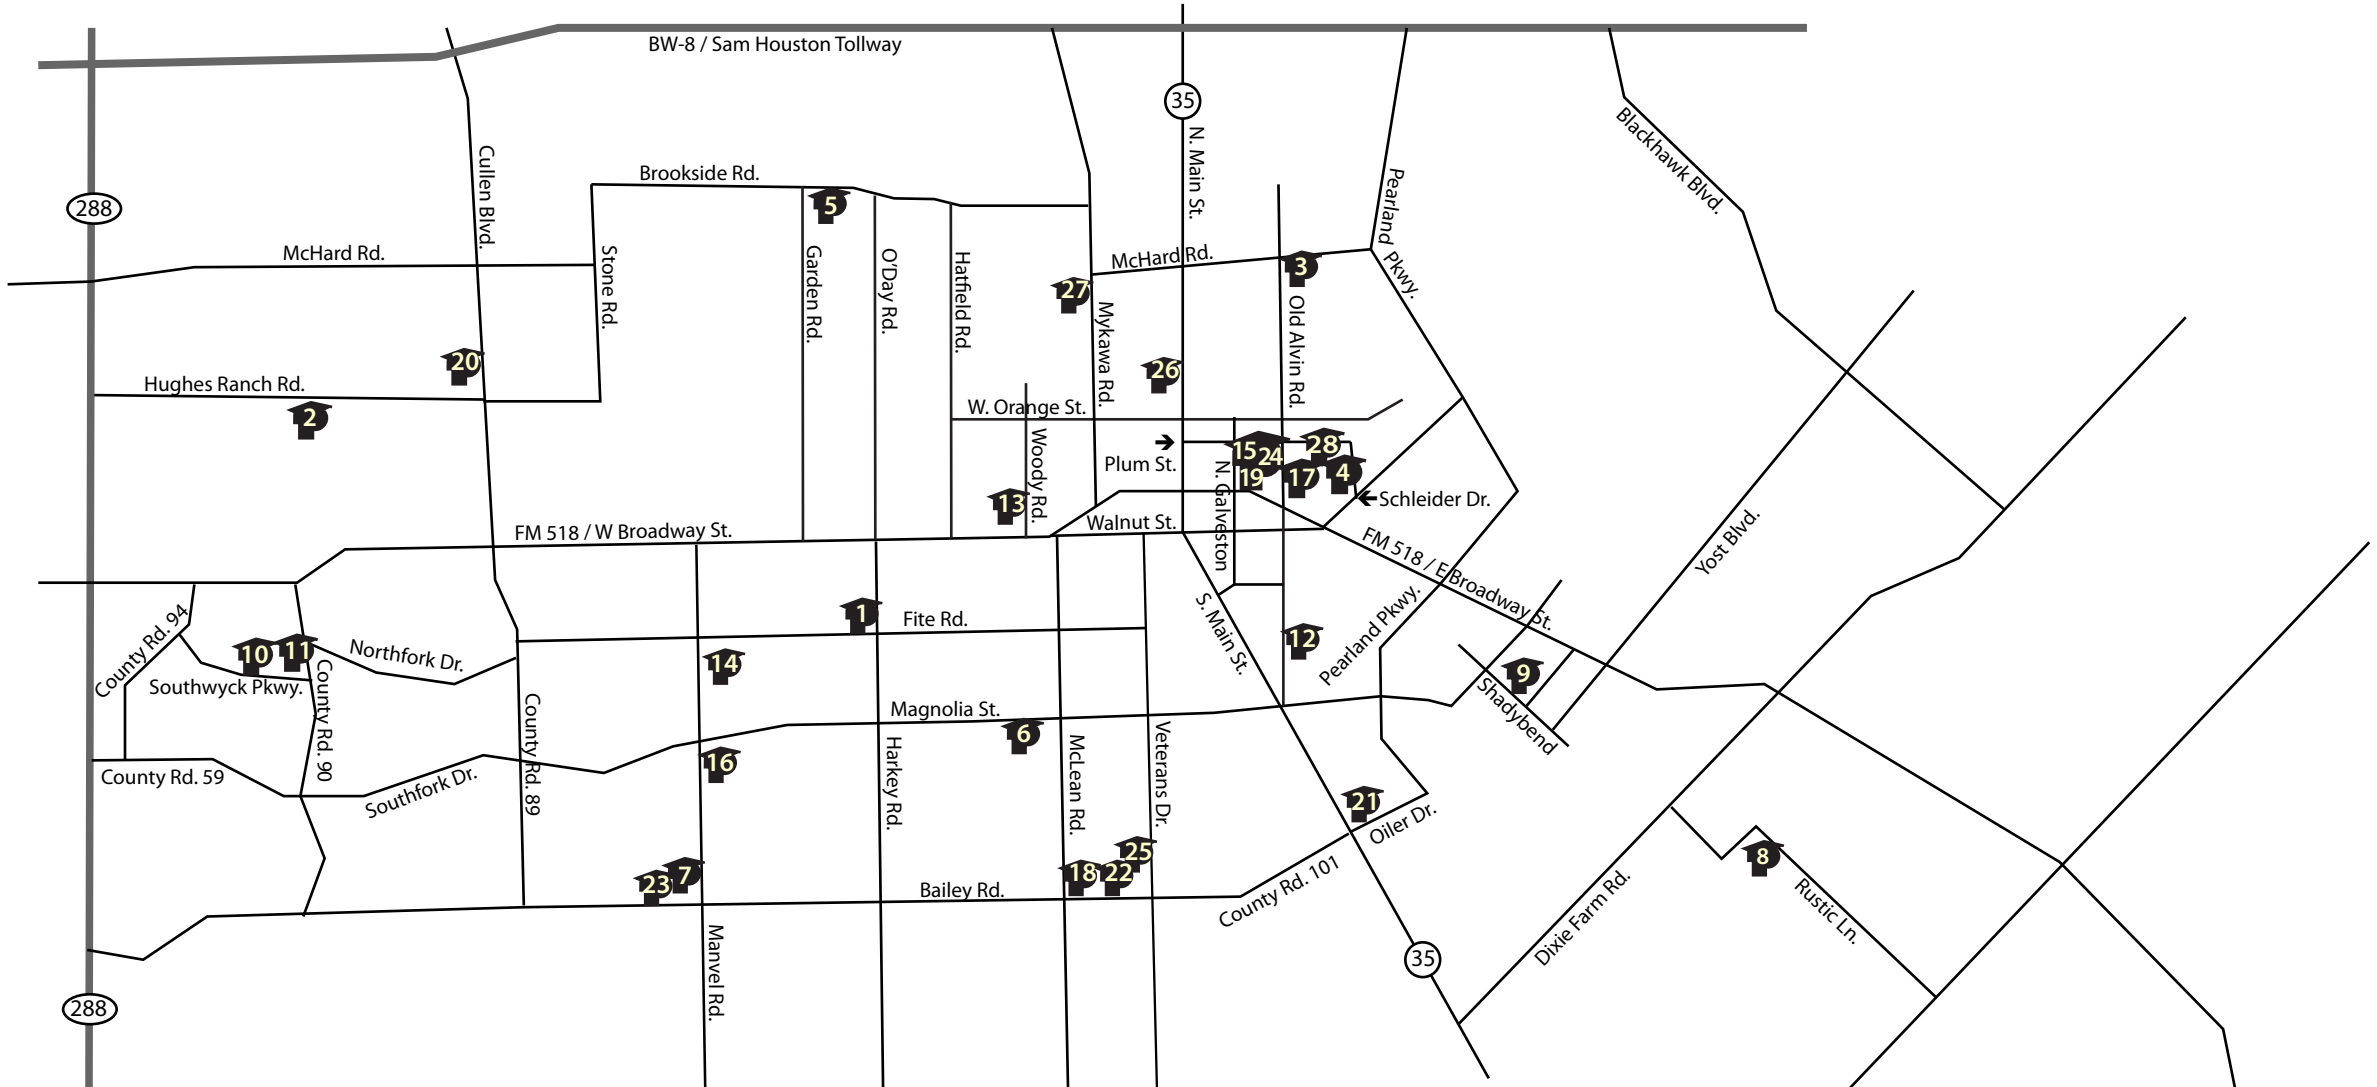 BW-8 / Sam Houston Tollway
35
N. Main St.
Blackhawk Blvd.
Cullen Blvd.
Brookside Rd.
Pearland Pkwy.
288
5
McHard Rd.
Stone Rd.
Garden Rd.
O'Day Rd.
Hatfield Rd.
McHard Rd.
3
27
Mykawa Rd.
Old Alvin Rd.
20
26
Hughes Ranch Rd.
2
W. Orange St.
Woody Rd.
Plum St.
15
24
28
19
17
4
N. Galveston
13
Schleider Dr.
Walnut St.
FM 518 / W Broadway St.
FM 518 / E Broadway St.
Yost Blvd.
County Rd. 94
1
Fite Rd.
S. Main St.
12
Pearland Pkwy.
10
11
Northfork Dr.
14
9
Southwyck Pkwy.
County Rd. 90
County Rd. 89
Shadybend
Magnolia St.
6
16
Harkey Rd.
McLean Rd.
Veterans Dr.
County Rd. 59
Southfork Dr.
21
Oiler Dr.
25
23
7
18
22
8
Bailey Rd.
County Rd. 101
Dixie Farm Rd.
Rustic Ln.
Manvel Rd.
35
288